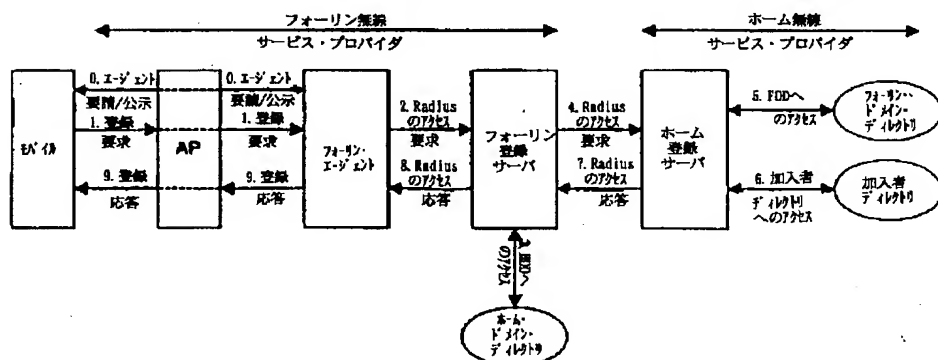 フォーリン無線
サービス・プロバイダ
ホーム無線
サービス・プロバイダ
0. エージェント
要請/公示
0. エージェント
要請/公示
1. 登録
要求
1. 登録
要求
9. 登録
応答
9. 登録
応答
モバイル
AP
フォーリン・
エージェント
2. Radius
のアクセス
要求
8. Radius
のアクセス
応答
フォーリン
登録
サーバ
4. Radius
のアクセス
要求
7. Radius
のアクセス
応答
ホーム
登録
サーバ
5. FDDへ
のアクセス
フォーリン・
ドメイン・
ディレクトリ
6. 加入者
ディレクトリ
へのアクセス
加入者
ディレクトリ
3. HDDへ
のアクセス
ホーム・
ドメイン・
ディレクトリ